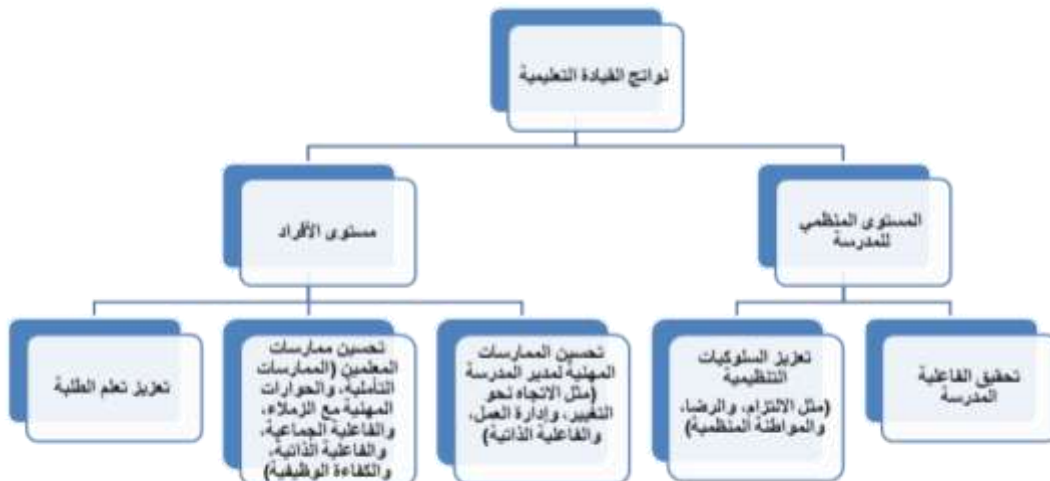 نواتج القيادة التعليمية
المستوى المنظمي
للمدرسة
مستوى الأفراد
تحقيق الفاعلية
المدرسة
تعزيز السلوكيات
التنظيمية
(مثل الالتزام، والرضا،
والمواطنة المنظمية)
تحسين الممارسات
المهنية لمدير المدرسة
(مثل الاتجاه نحو
التغيير، وإدارة العمل،
والفاعلية الذاتية)
تحسين ممارسات
المعلمين (الممارسات
التأملية، والحوارات
المهنية مع الزملاء،
والفاعلية الجماعية،
والفاعلية الذاتية،
والكفاءة الوظيفية)
تعزيز تعلم الطلبة